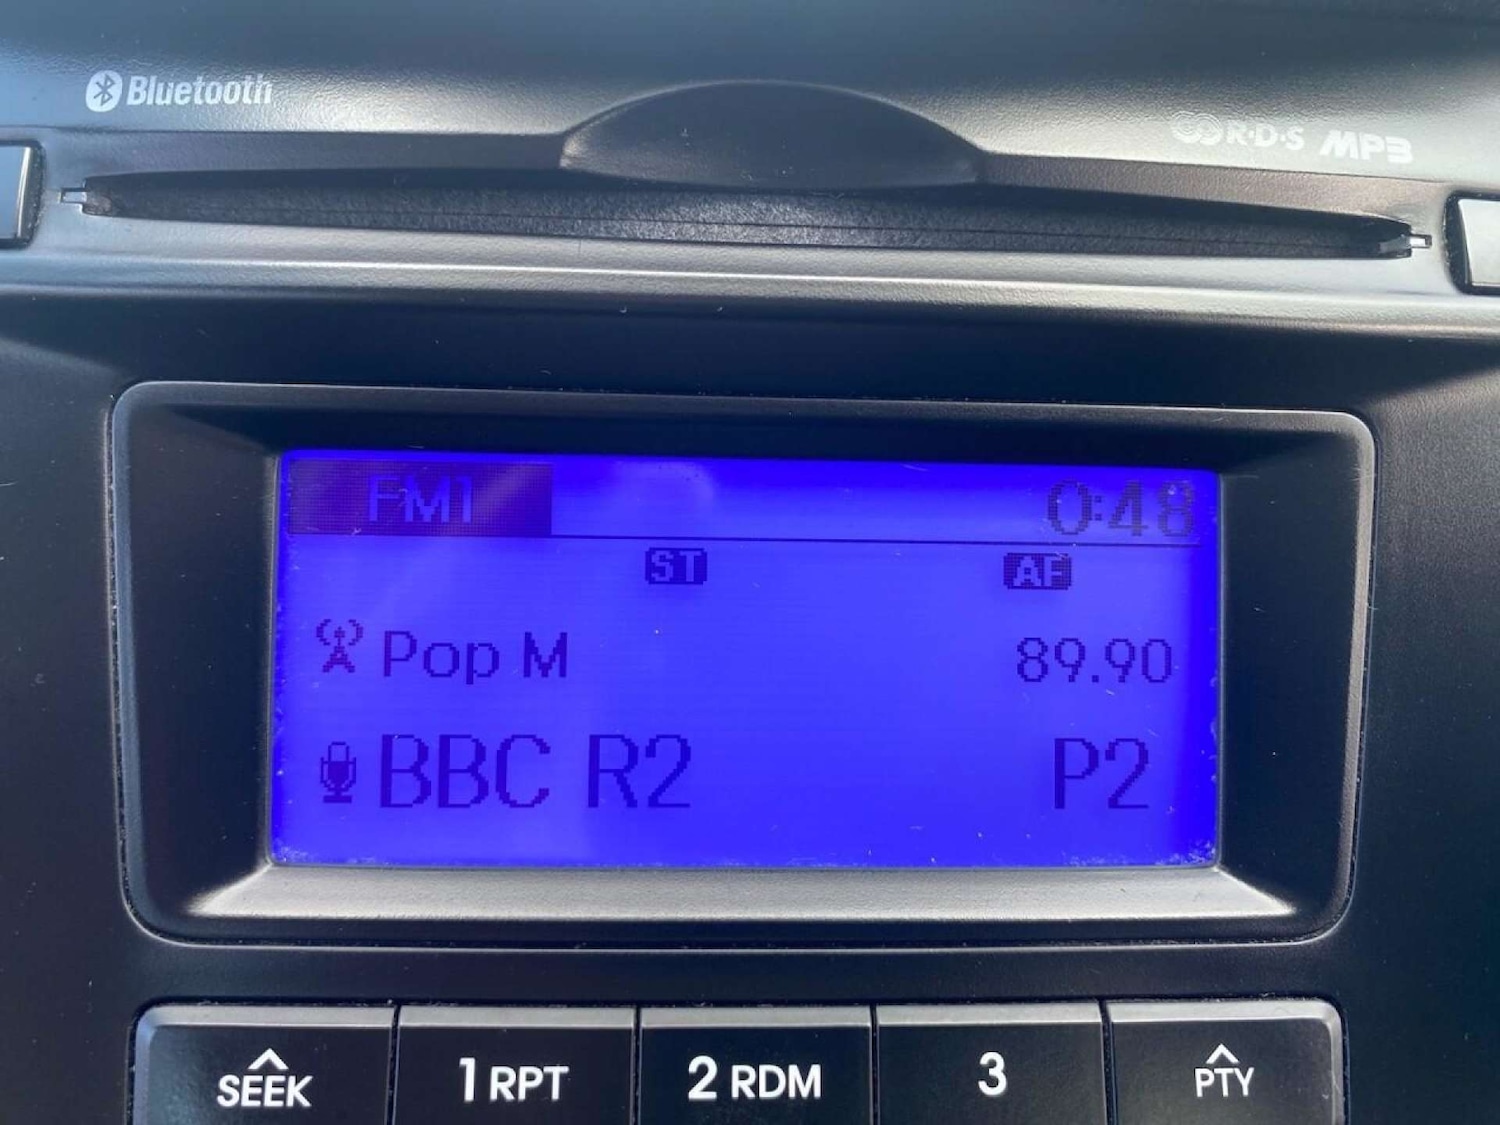 Bluetooth
R·D·S MP3
FM1 0:48
ST AF
Pop M 89.90
BBC R2 P2
SEEK 1 RPT 2 RDM 3 PTY